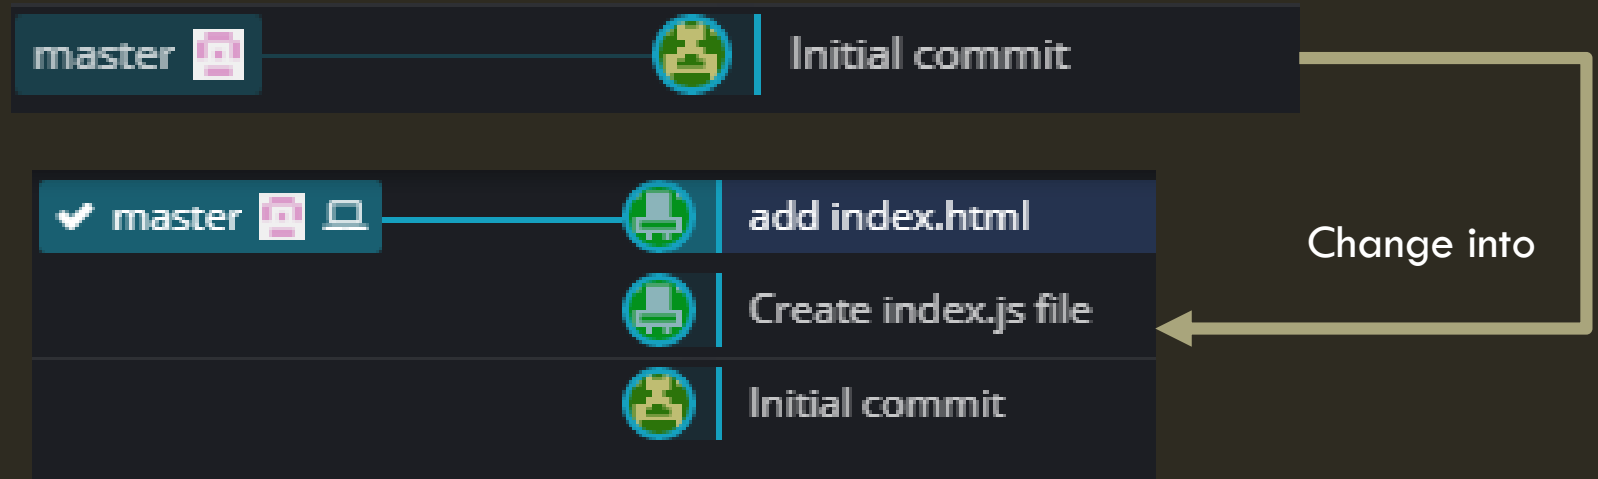 master Initial commit
master add index.html
Change into
Create index.js file
Initial commit